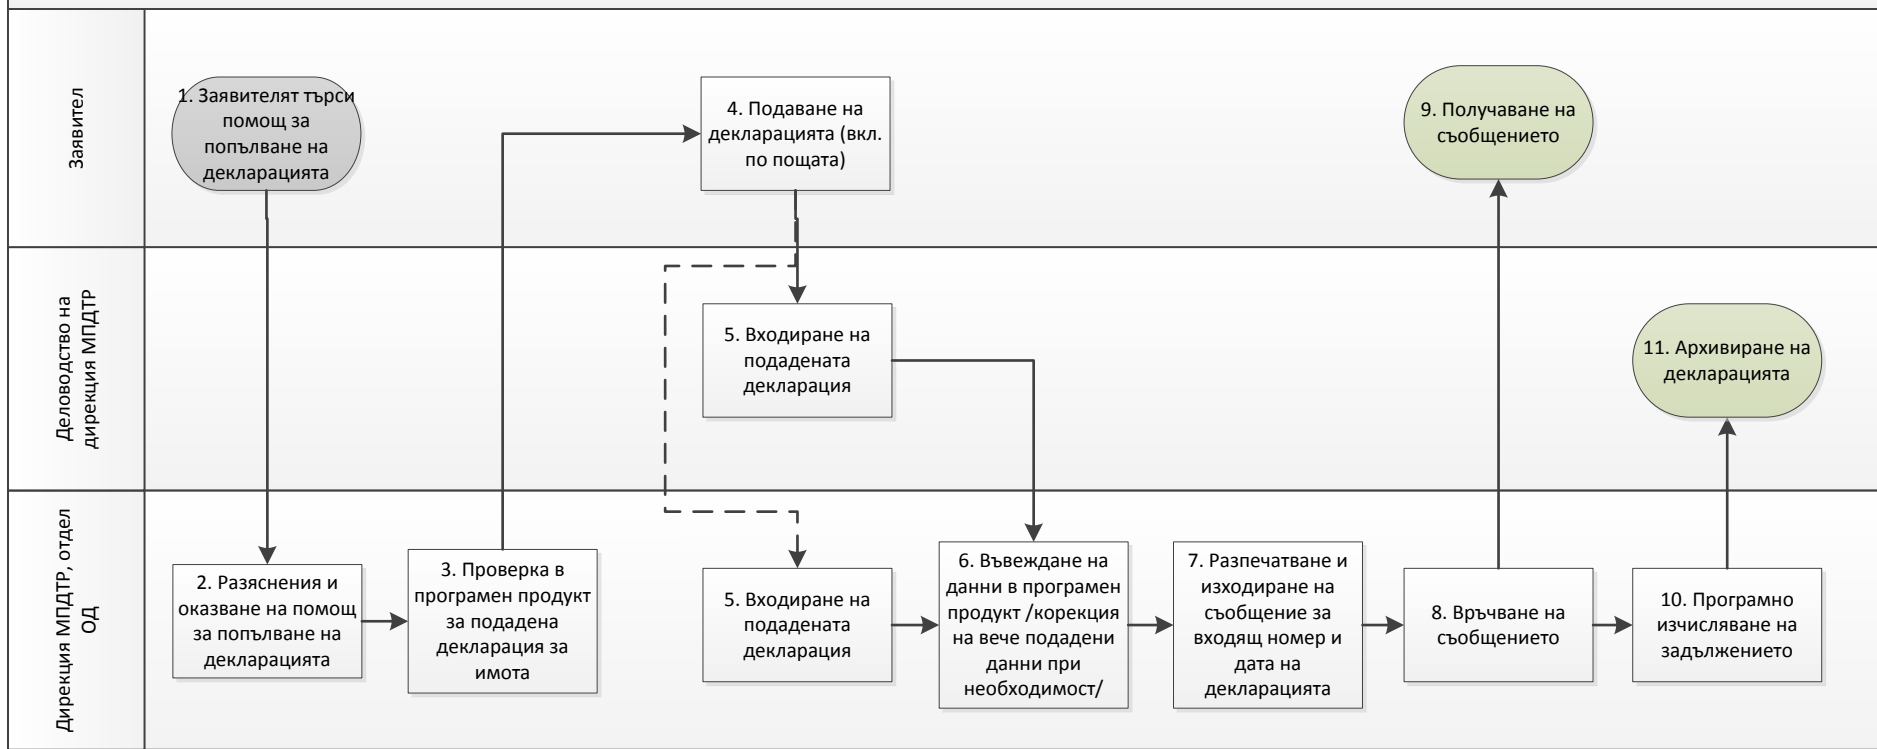 Заявител
1. Заявителят търси
помощ за
попълване на
декларацията
4. Подаване на
декларацията (вкл.
по пощата)
9. Получаване на
съобщението
Деловодство на
дирекция МПДТР
5. Входиране на
подадената
декларация
11. Архивиране на
декларацията
Дирекция МПДТР, отдел
ОД
2. Разяснения и
оказване на помощ
за попълване на
декларацията
3. Проверка в
програмен продукт
за подадена
декларация за
имота
5. Входиране на
подадената
декларация
6. Въвеждане на
данни в програмен
продукт /корекция
на вече подадени
данни при
необходимост/
7. Разпечатване и
изходиране на
съобщение за
входящ номер и
дата на
декларацията
8. Връчване на
съобщението
10. Програмно
изчисляване на
задължението